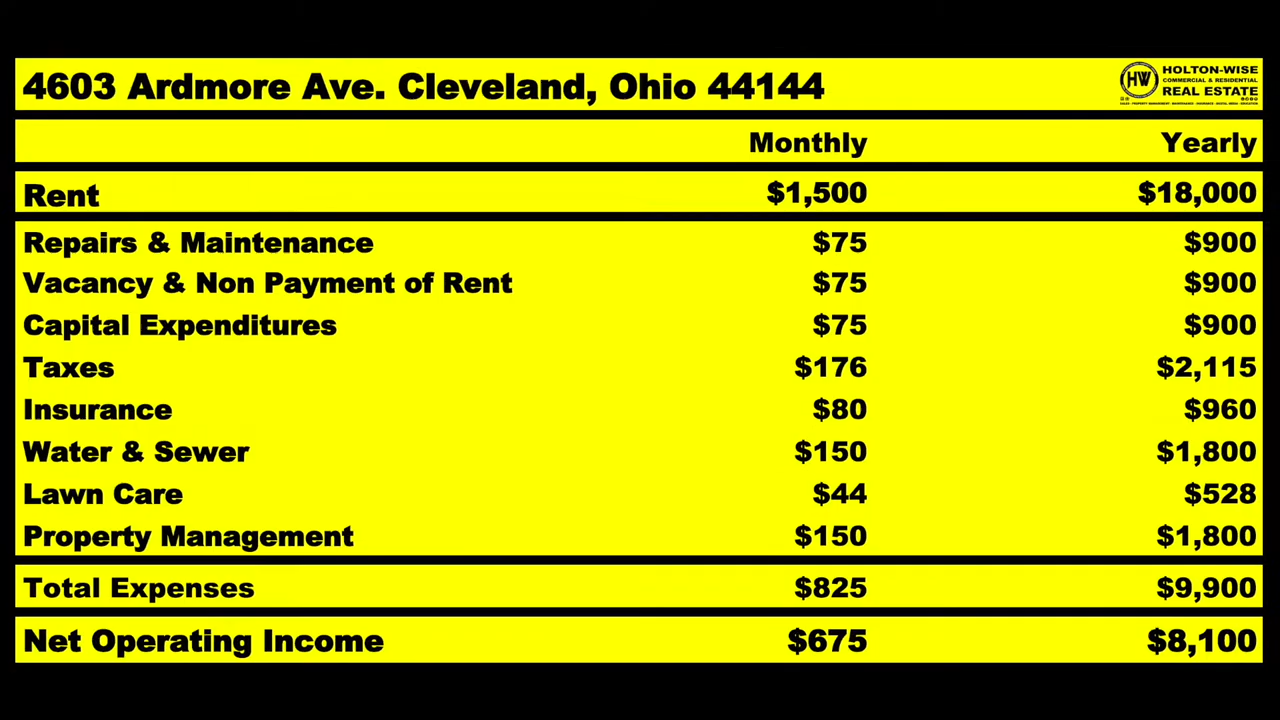 4603 Ardmore Ave. Cleveland, Ohio 44144
HW
HOLTON-WISE
COMMERCIAL & RESIDENTIAL
REAL ESTATE
Monthly Yearly
Rent $1,500 $18,000
Repairs & Maintenance $75 $900
Vacancy & Non Payment of Rent $75 $900
Capital Expenditures $75 $900
Taxes $176 $2,115
Insurance $80 $960
Water & Sewer $150 $1,800
Lawn Care $44 $528
Property Management $150 $1,800
Total Expenses $825 $9,900
Net Operating Income $675 $8,100